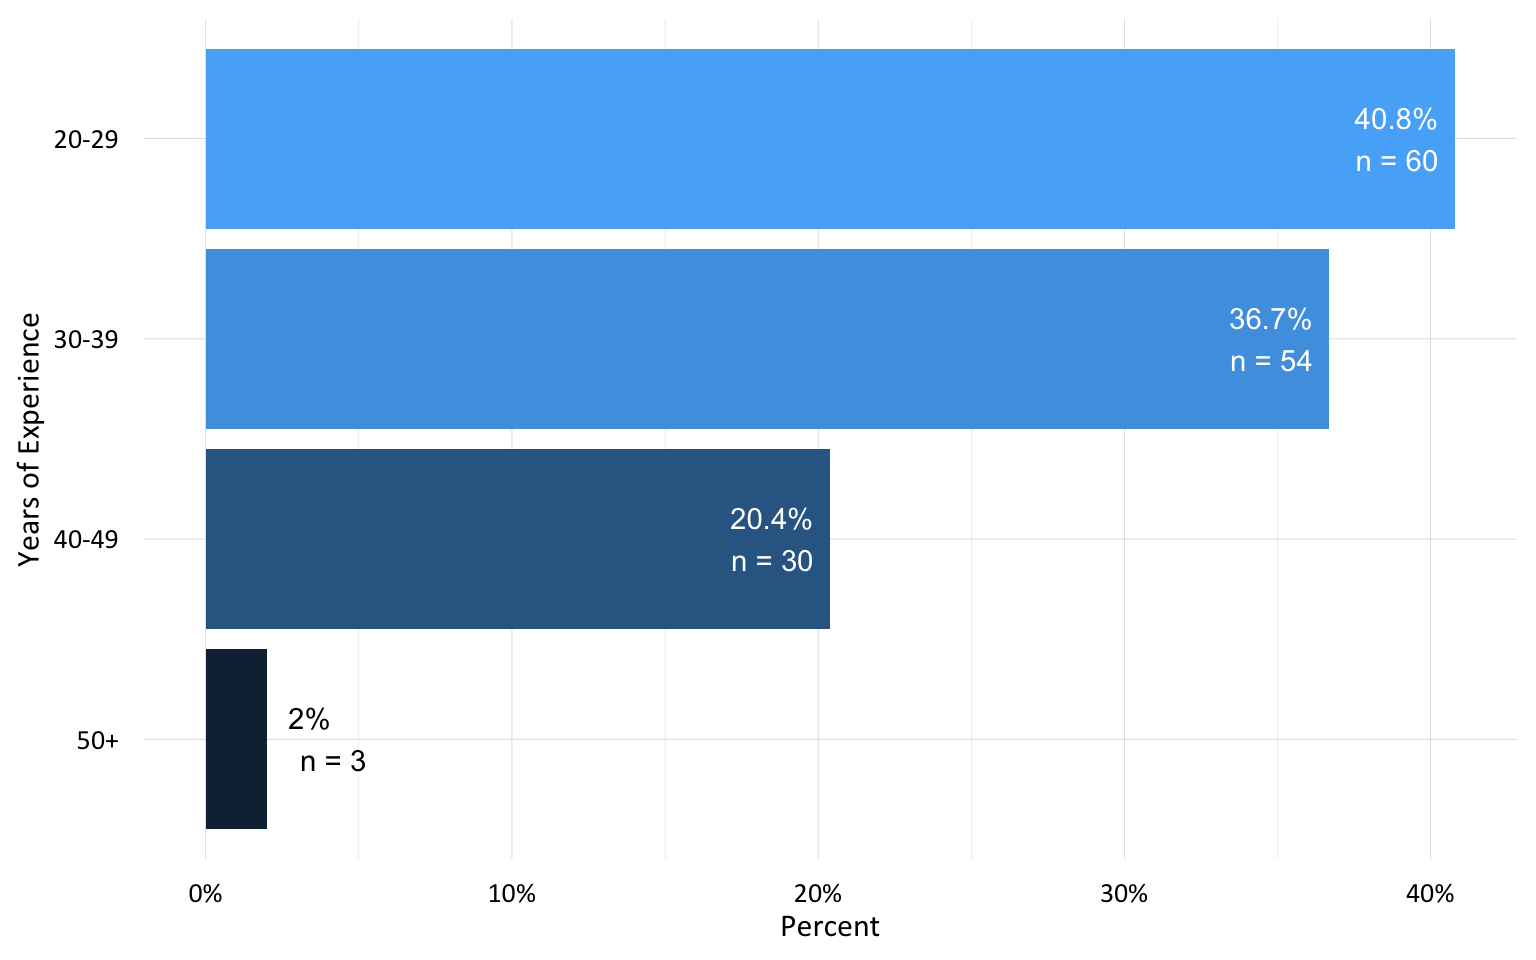 Years of Experience
20-29
40.8%
n = 60
30-39
36.7%
n = 54
40-49
20.4%
n = 30
50+
2%
n = 3
0%
10%
20%
30%
40%
Percent